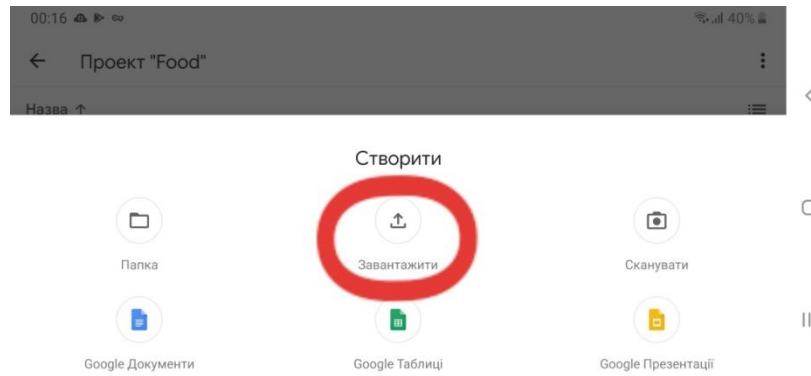 00:16 40%
Проект "Food"
Назва ↑
Створити
Папка Завантажити Сканувати
Google Документи Google Таблиці Google Презентації